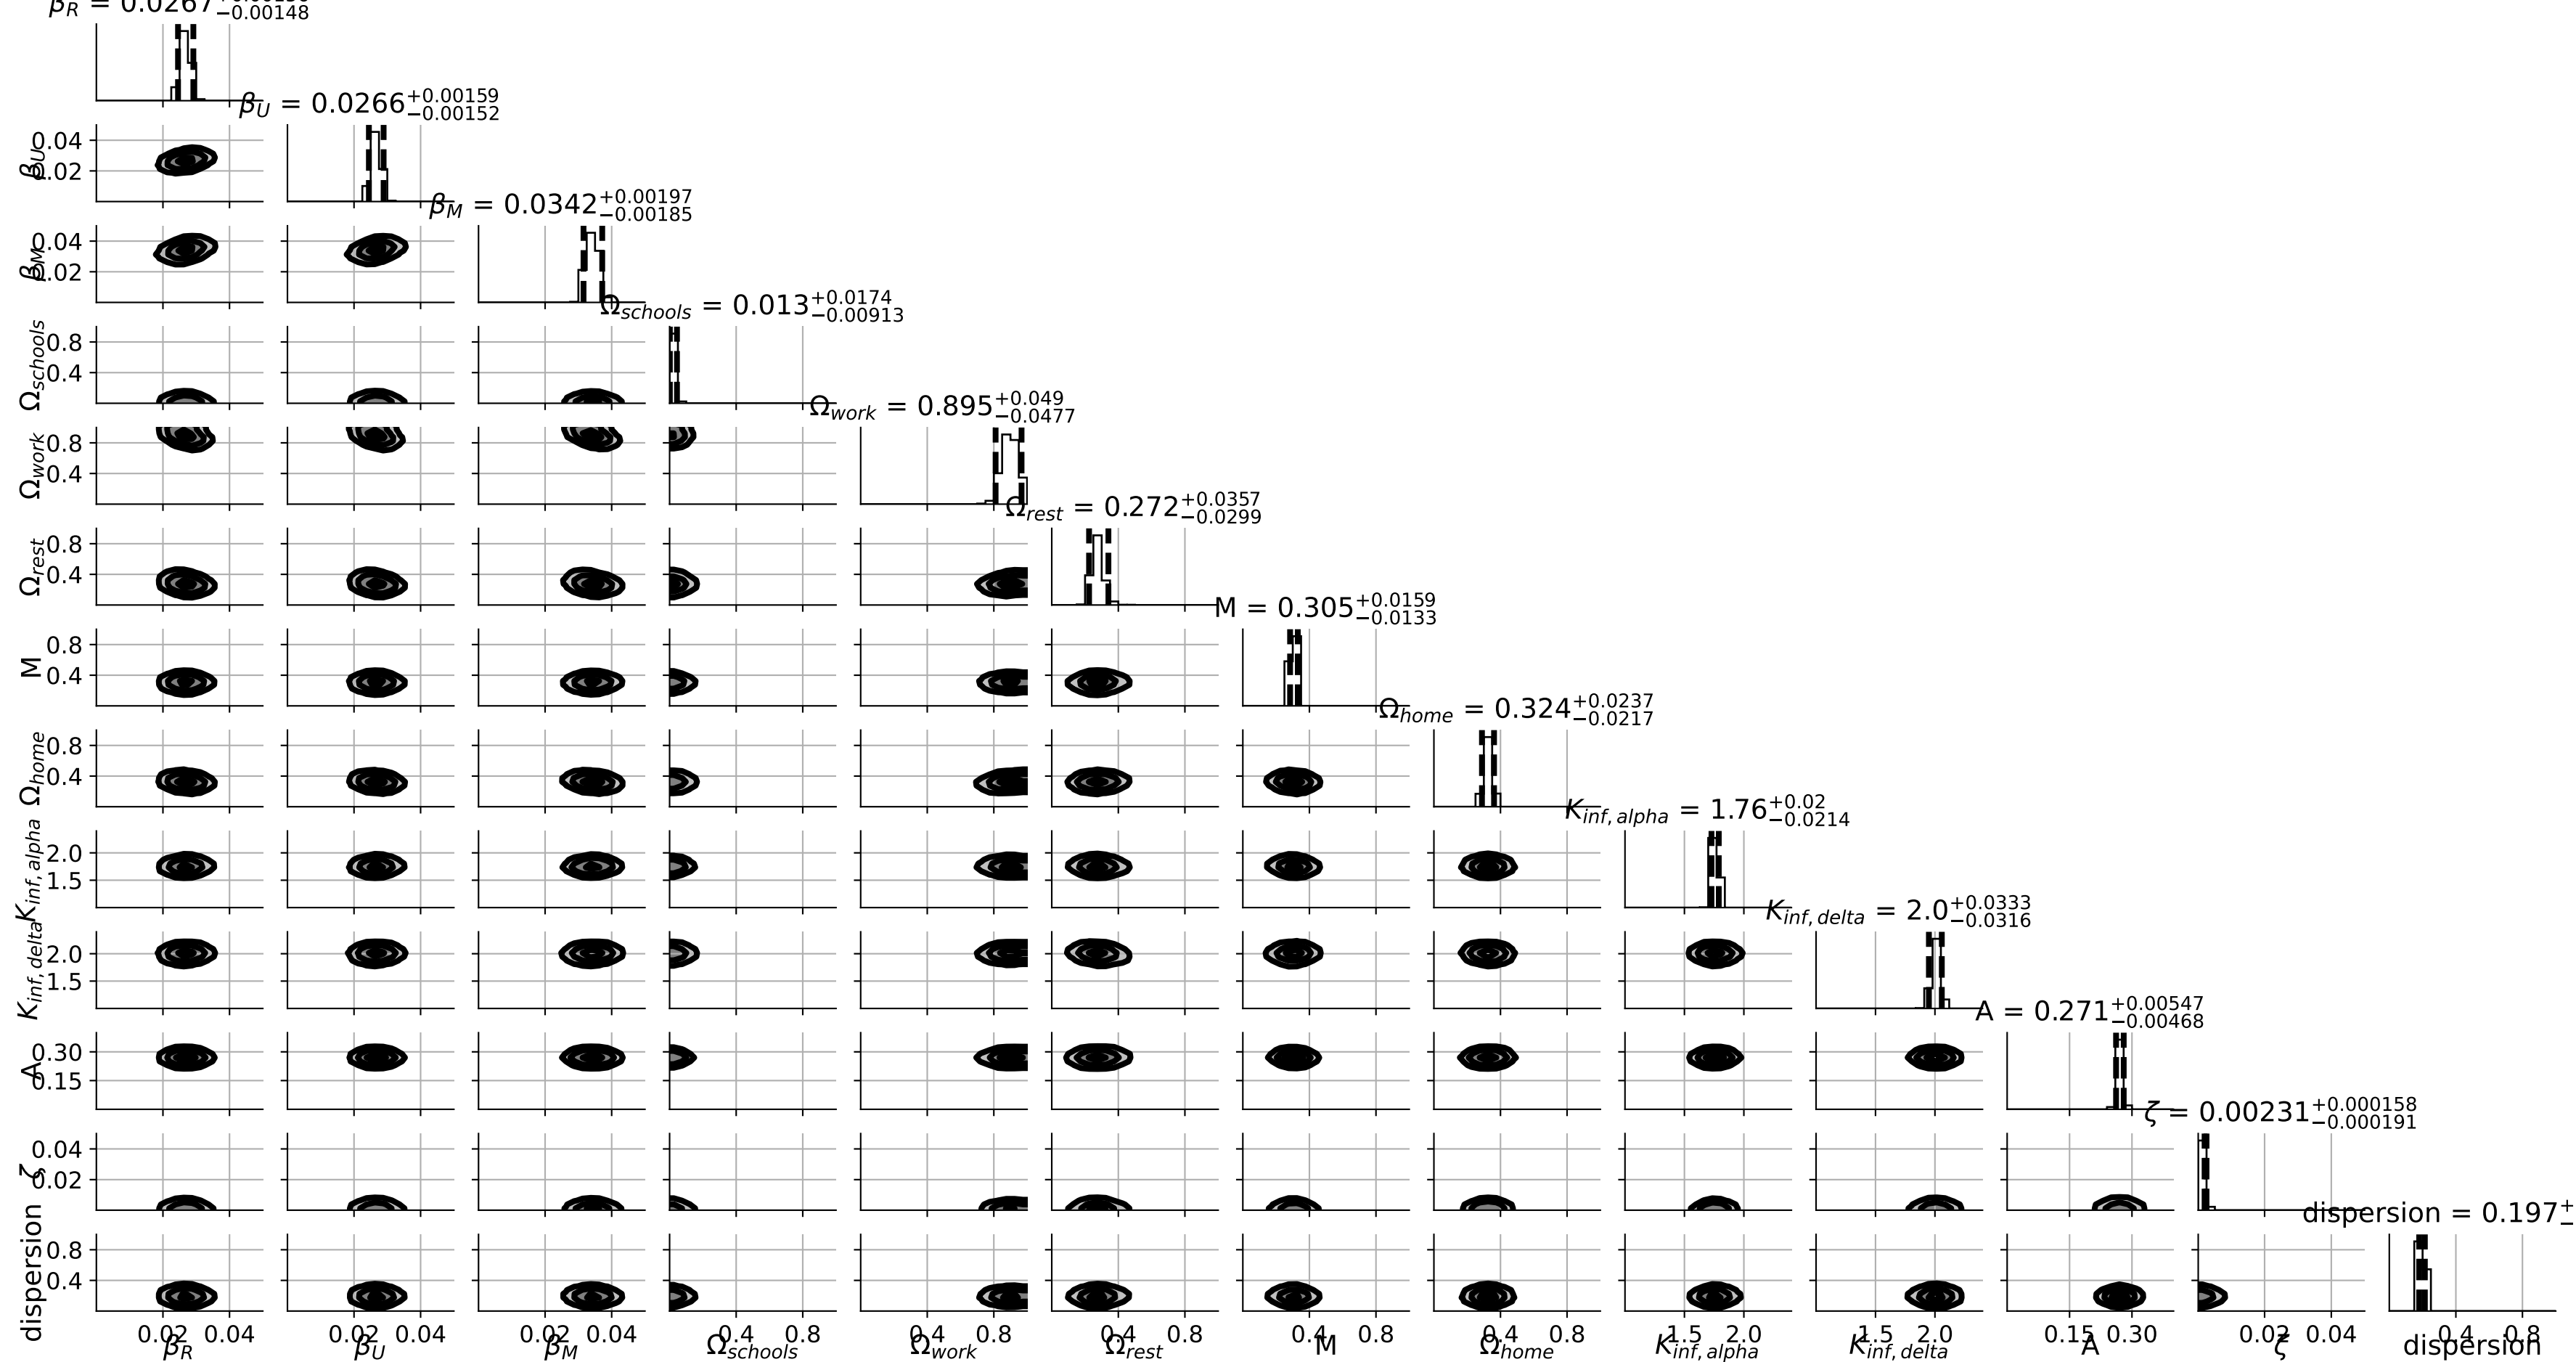 β_R = 0.0267 −0.00148
β_U = 0.0266 +0.00159 −0.00152
0.04
β_U
0.02
β_M = 0.0342 +0.00197 −0.00185
0.04
β_M
0.02
Ω_schools = 0.013 +0.0174 −0.00913
0.8
Ω_schools
0.4
Ω_work = 0.895 +0.049 −0.0477
0.8
Ω_work
0.4
Ω_rest = 0.272 +0.0357 −0.0299
0.8
Ω_rest
0.4
M = 0.305 +0.0159 −0.0133
0.8
M
0.4
Ω_home = 0.324 +0.0237 −0.0217
0.8
Ω_home
0.4
K_inf,alpha = 1.76 +0.02 −0.0214
2.0
K_inf,alpha
1.5
K_inf,delta = 2.0 +0.0333 −0.0316
2.0
K_inf,delta
1.5
A = 0.271 +0.00547 −0.00468
0.30
A
0.15
ζ = 0.00231 +0.000158 −0.000191
0.04
ζ
0.02
dispersion = 0.197 + −
0.8
dispersion
0.4
0.02 0.04 0.02 0.04 0.02 0.04 0.4 0.8 0.4 0.8 0.4 0.8 0.4 0.8 0.4 0.8 1.5 2.0 1.5 2.0 0.15 0.30 0.02 0.04 0.4 0.8
β_R β_U β_M Ω_schools Ω_work Ω_rest M Ω_home K_inf,alpha K_inf,delta A ζ dispersion